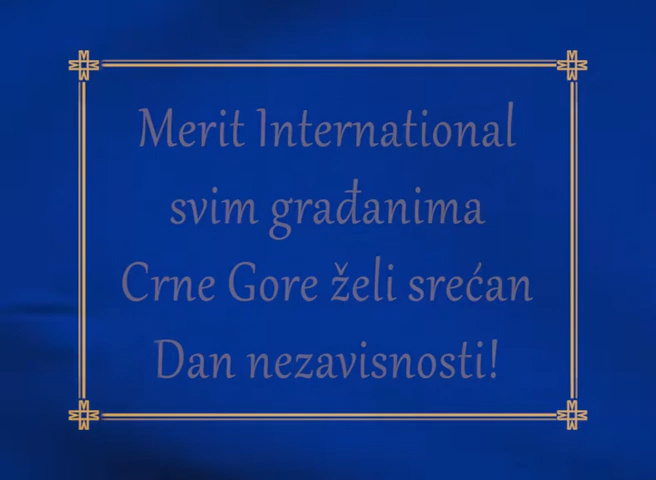 Merit International
svim građanima
Crne Gore želi srećan
Dan nezavisnosti!